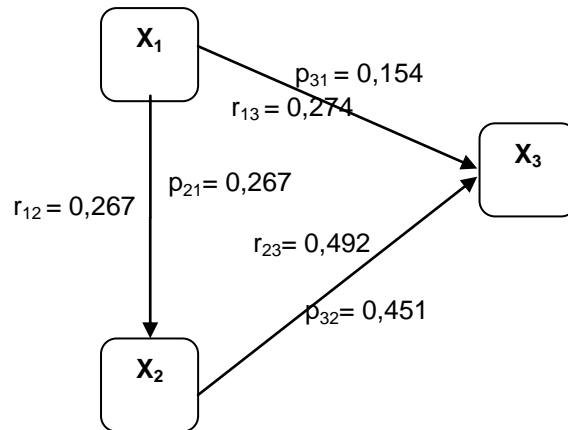 X₁
p₃₁ = 0,154
r₁₃ = 0,274
X₃
p₂₁= 0,267
r₁₂ = 0,267
r₂₃= 0,492
p₃₂= 0,451
X₂